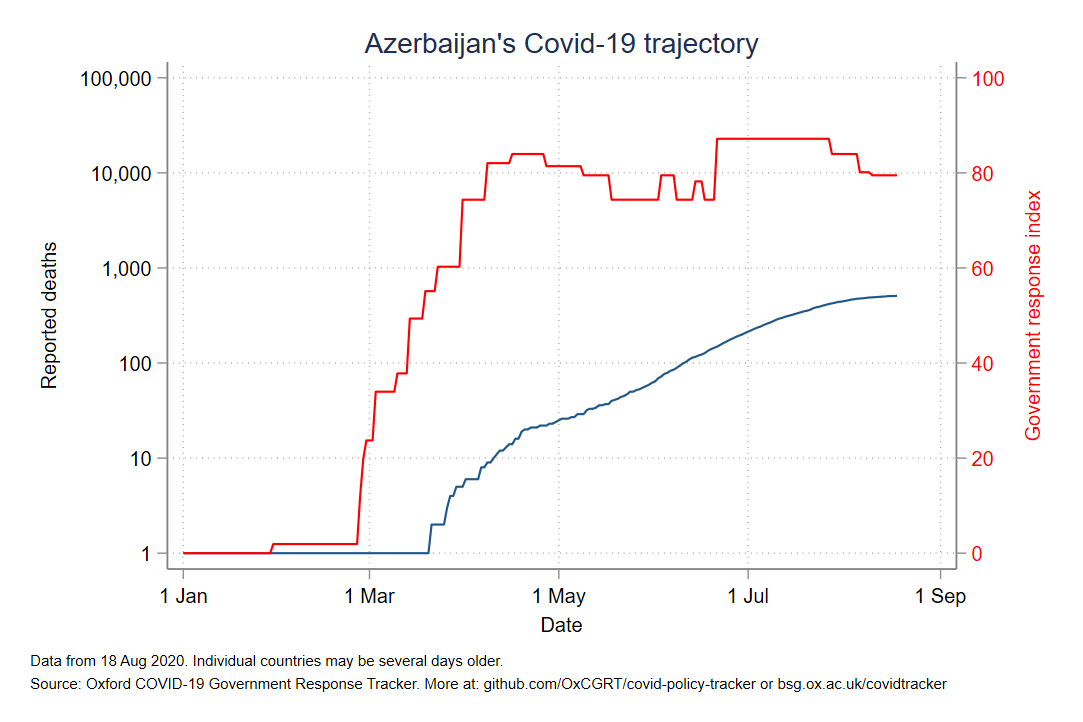 Azerbaijan's Covid-19 trajectory
100,000
10,000
1,000
100
10
1
Reported deaths
100
80
60
40
20
0
Government response index
1 Jan 1 Mar 1 May 1 Jul 1 Sep
Date
Data from 18 Aug 2020. Individual countries may be several days older.
Source: Oxford COVID-19 Government Response Tracker. More at: github.com/OxCGRT/covid-policy-tracker or bsg.ox.ac.uk/covidtracker